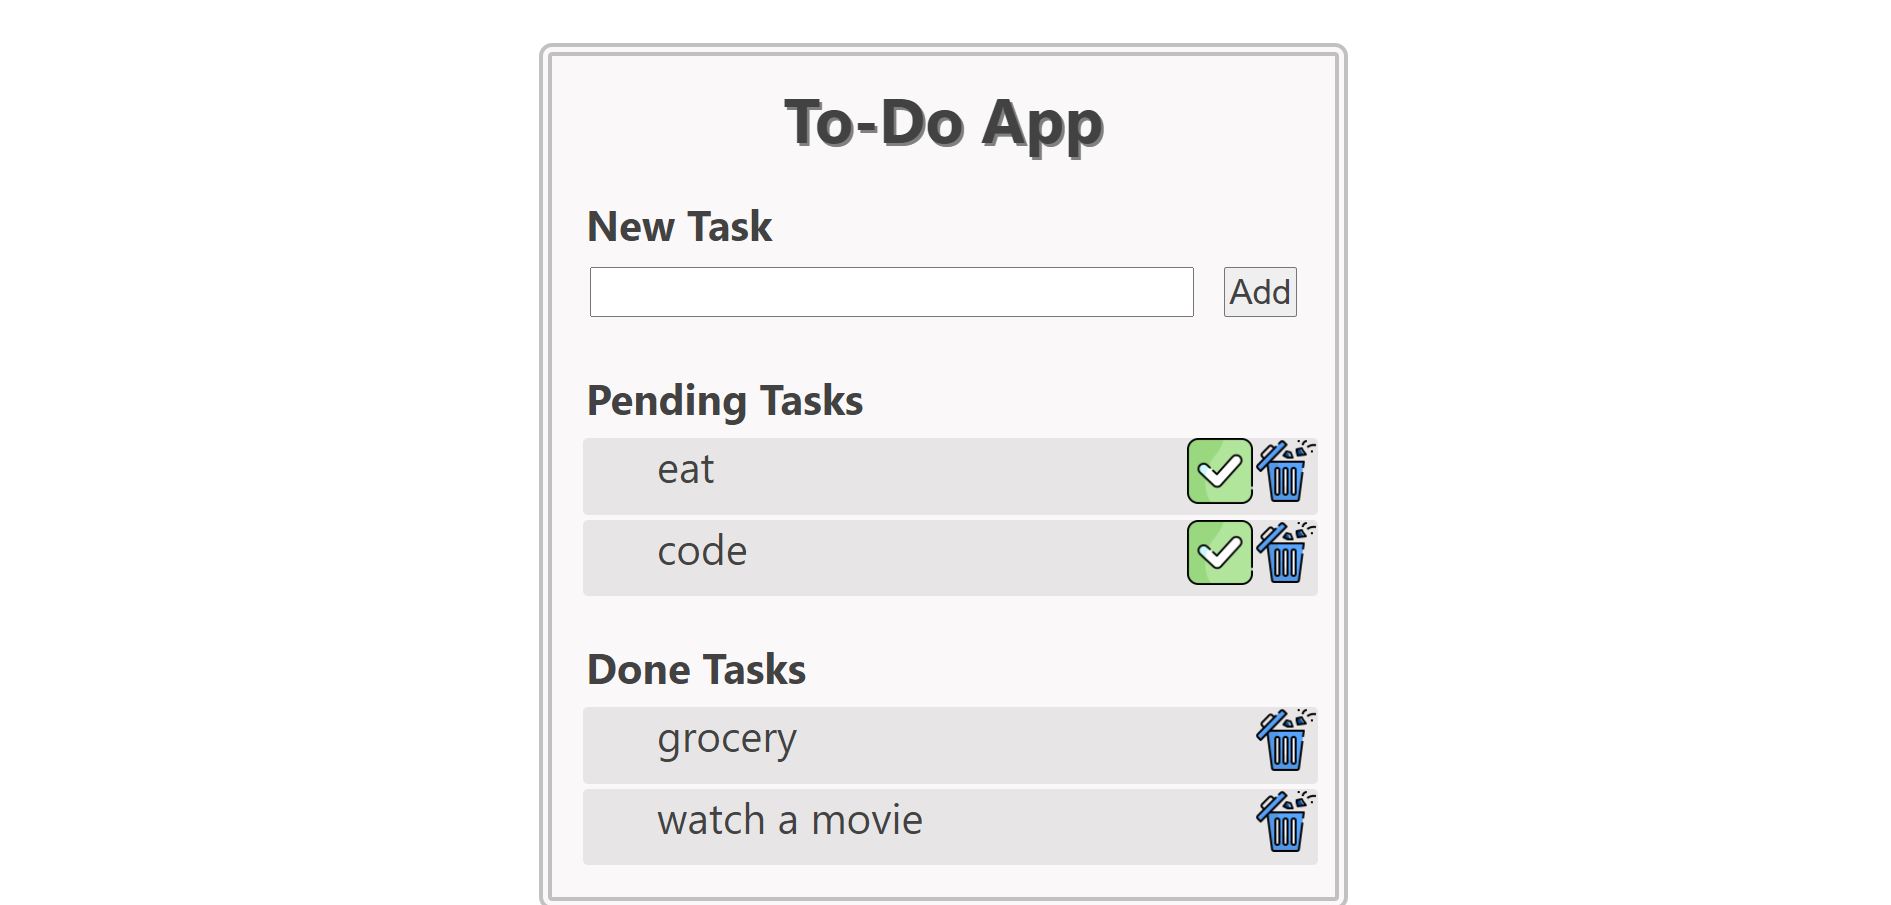 To-Do App
New Task
Add
Pending Tasks
eat
code
Done Tasks
grocery
watch a movie